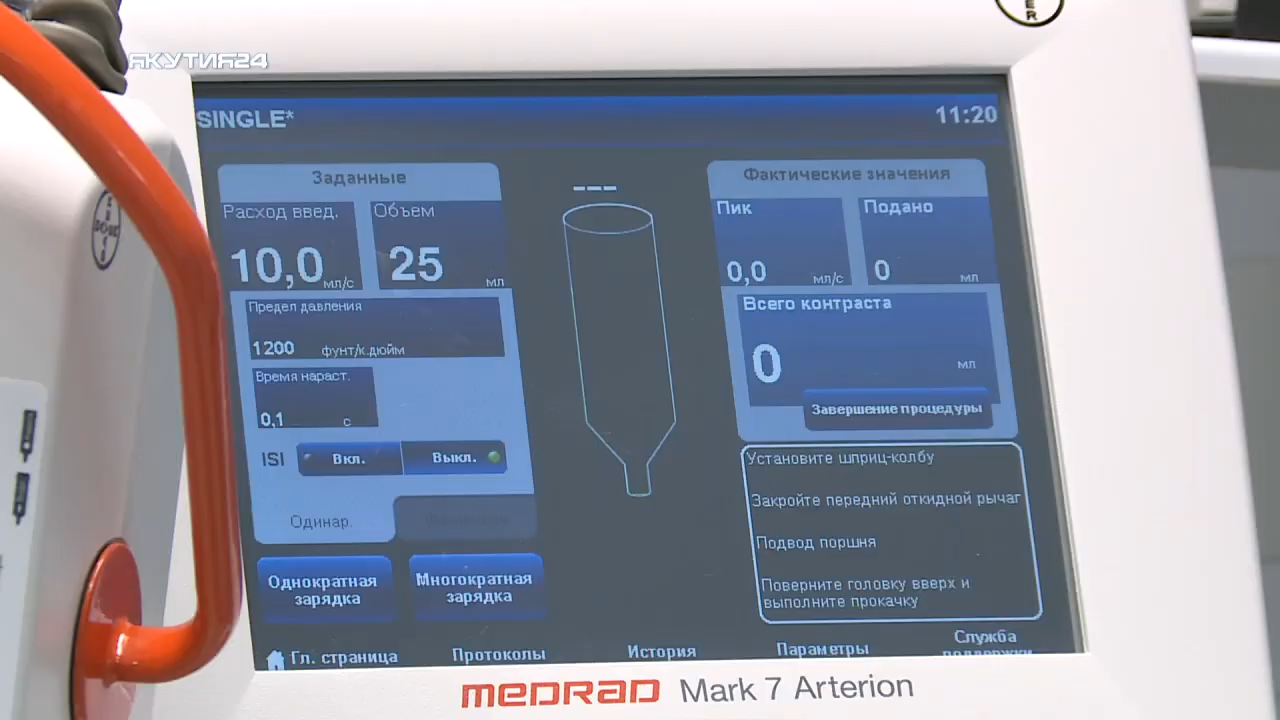 ЯКУТИЯ24
SINGLE*
11:20
Заданные
Расход введ.
10,0 мл/с
Объем
25 мл
Предел давления
1200 фунт/к.дюйм
Время нараст.
0,1 с
ISI
Вкл.
Выкл.
Одинар.
Однократная
зарядка
Многократная
зарядка
---
Фактические значения
Пик
0,0 мл/с
Подано
0 мл
Всего контраста
0 мл
Завершение процедуры
Установите шприц-колбу
Закройте передний откидной рычаг
Подвод поршня
Поверните головку вверх и
выполните прокачку
Гл. страница
Протоколы
История
Параметры
Служба
поддержки
MEDRAD Mark 7 Arterion